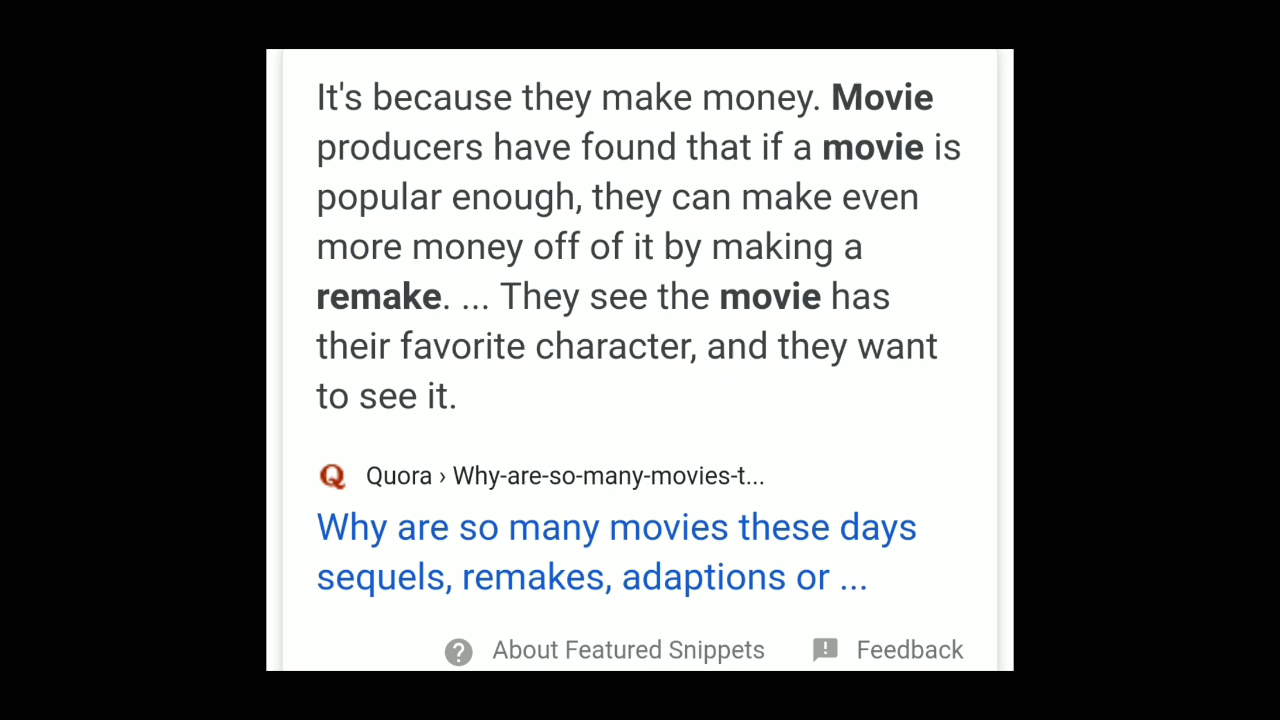 It's because they make money. Movie
producers have found that if a movie is
popular enough, they can make even
more money off of it by making a
remake. ... They see the movie has
their favorite character, and they want
to see it.
Quora › Why-are-so-many-movies-t...
Why are so many movies these days
sequels, remakes, adaptions or ...
About Featured Snippets Feedback